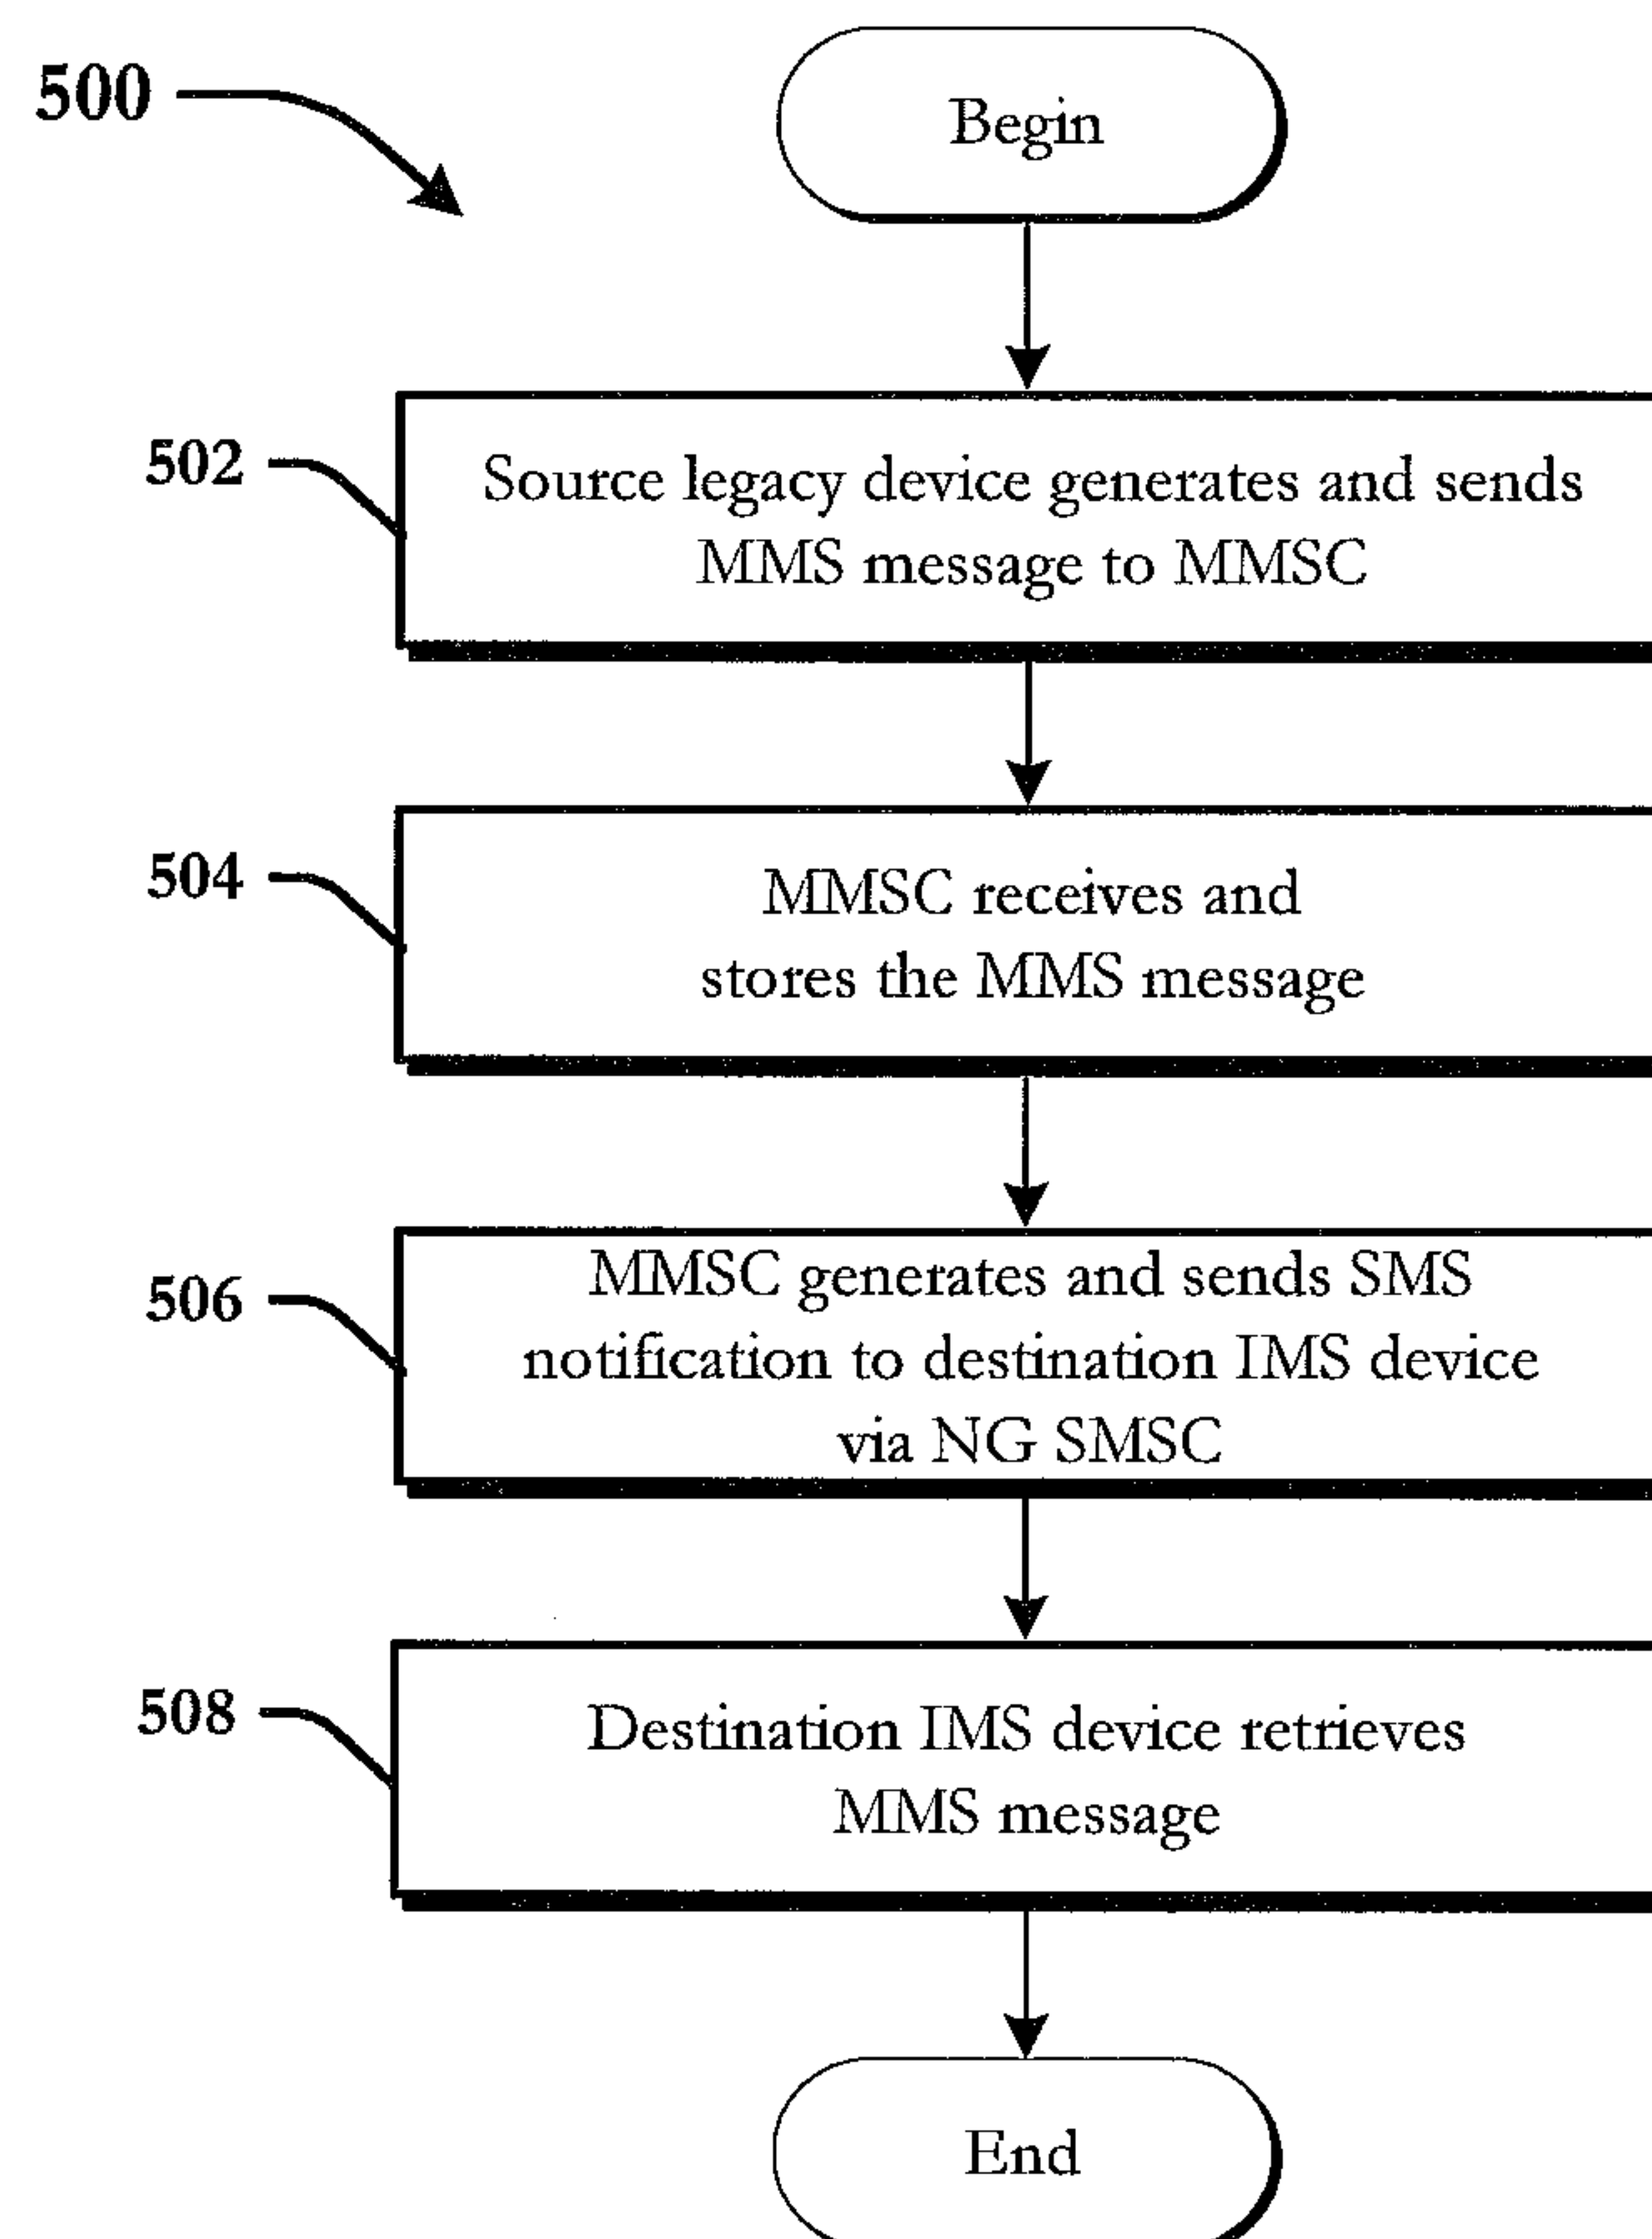 500
Begin
502
Source legacy device generates and sends
MMS message to MMSC
504
MMSC receives and
stores the MMS message
506
MMSC generates and sends SMS
notification to destination IMS device
via NG SMSC
508
Destination IMS device retrieves
MMS message
End